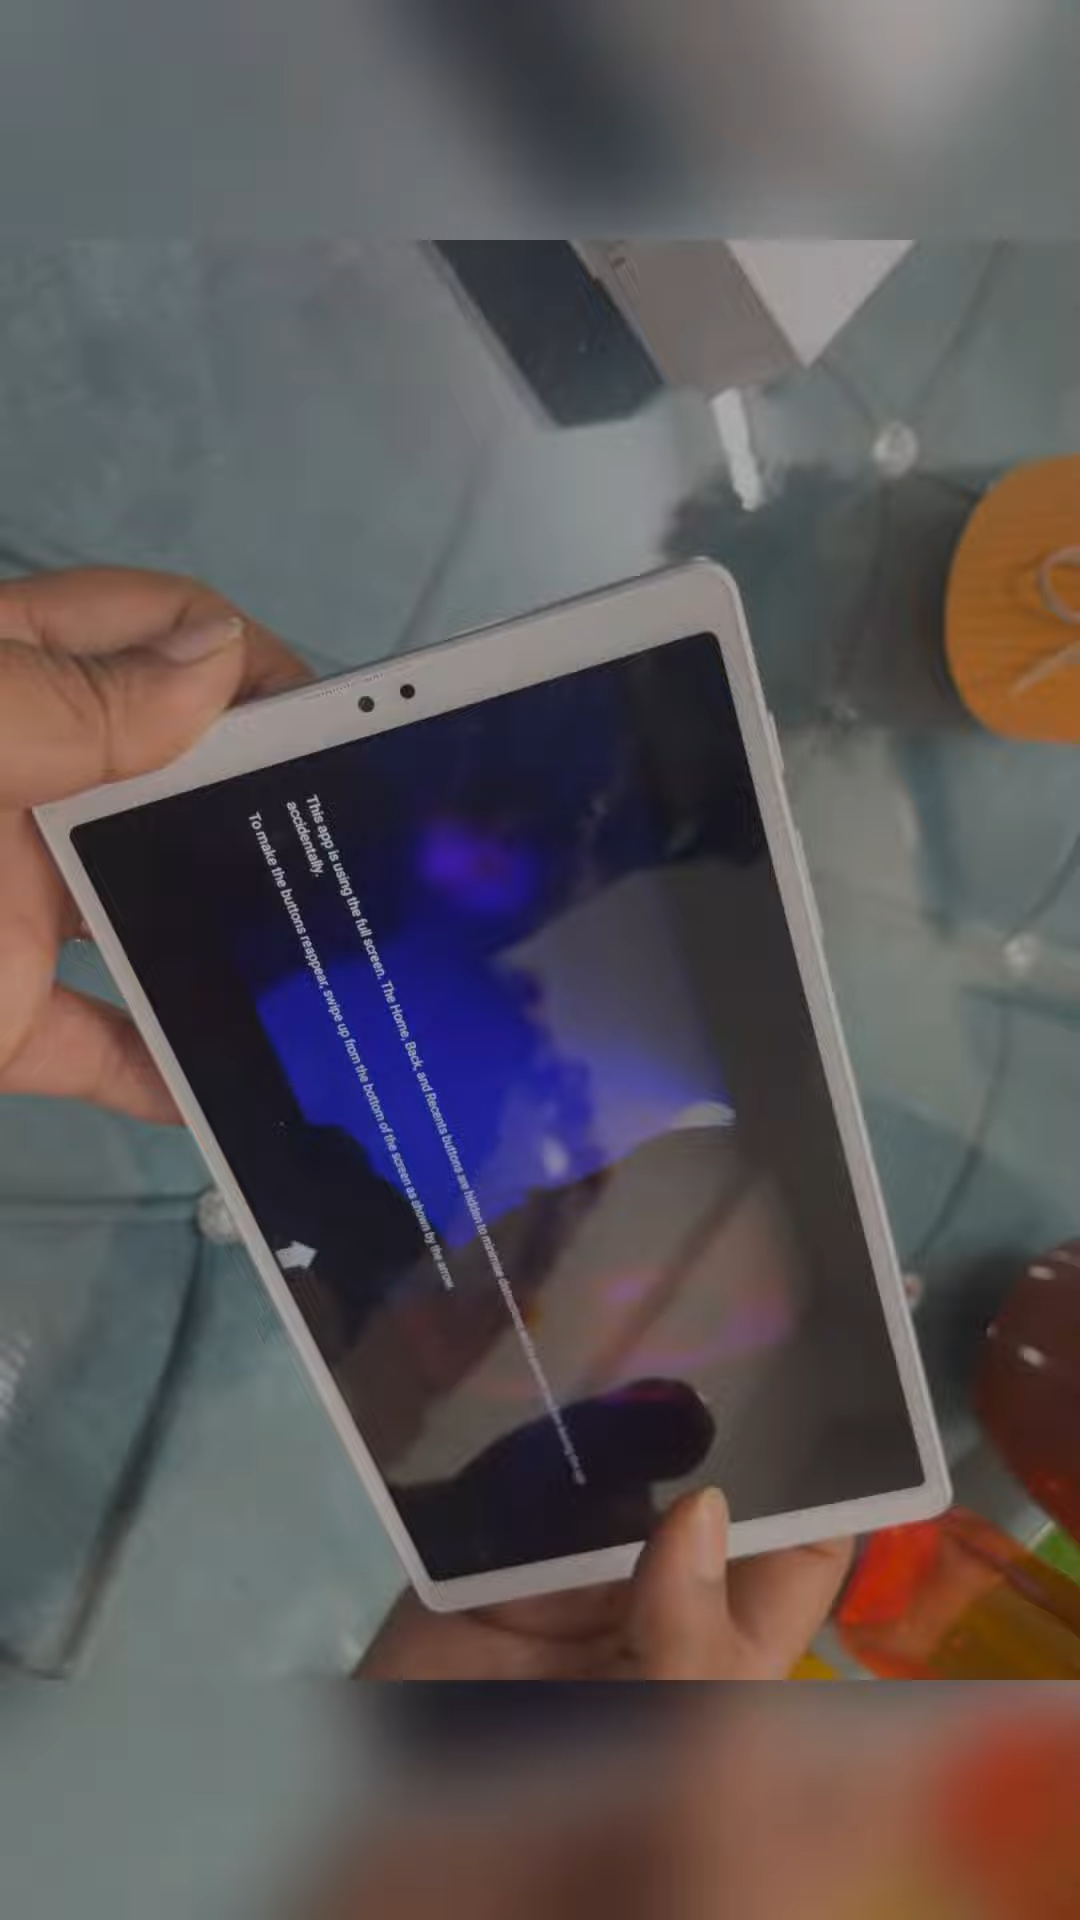 This app is using the full screen. The Home, Back, and Recents buttons are hidden to minimise
accidentally.
To make the buttons reappear, swipe up from the bottom of the screen as shown by the arrow.